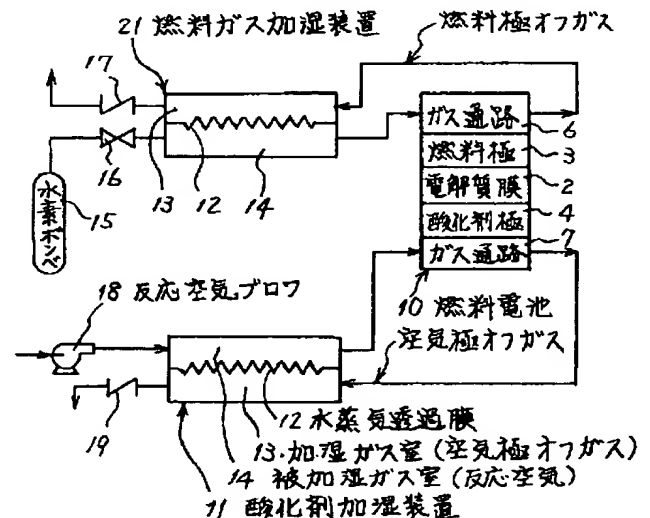 21 燃料ガス加湿装置
燃料極オフガス
17
16
13
12
14
水素ボンベ
15
ガス通路
6
燃料極
3
電解質膜
2
酸化剤極
4
ガス通路
7
10 燃料電池
空気極オフガス
18 反応空気ブロワ
19
12 水蒸気透過膜
13・加湿ガス室(空気極オフガス)
14 被加湿ガス室(反応空気)
11 酸化剤加湿装置